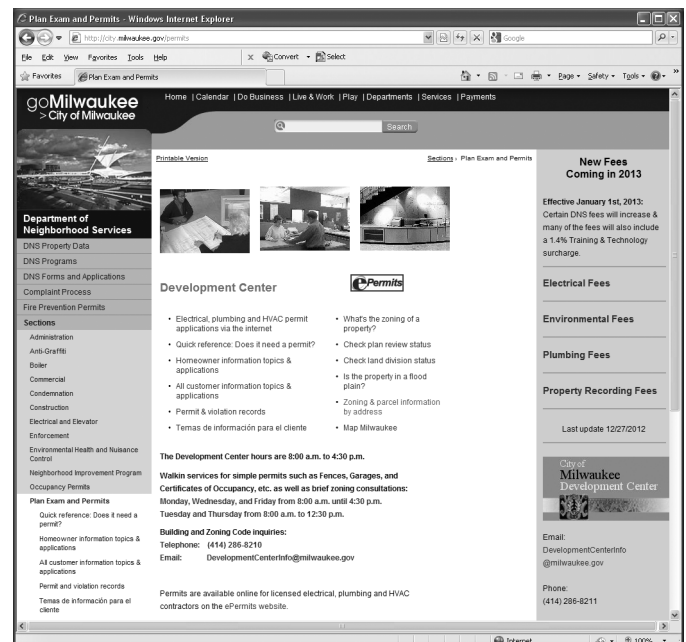 Plan Exam and Permits - Windows Internet Explorer
http://city.milwaukee.gov/permits
Google
File Edit View Favorites Tools Help
x Convert Select
Favorites Plan Exam and Permits
Page Safety Tools
goMilwaukee
> City of Milwaukee
Home | Calendar | Do Business | Live & Work | Play | Departments | Services | Payments
Search
Department of
Neighborhood Services
DNS Property Data
DNS Programs
DNS Forms and Applications
Complaint Process
Fire Prevention Permits
Sections
Administration
Anti-Graffiti
Boiler
Commercial
Condemnation
Construction
Electrical and Elevator
Enforcement
Environmental Health and Nuisance
Control
Neighborhood Improvement Program
Occupancy Permits
Plan Exam and Permits
Quick reference: Does it need a
permit?
Homeowner information topics &
applications
All customer information topics &
applications
Permit and violation records
Temas de información para el
cliente
Printable Version
Sections › Plan Exam and Permits
Development Center
ePermits
• Electrical, plumbing and HVAC permit
applications via the internet
• Quick reference: Does it need a permit?
• Homeowner information topics &
applications
• All customer information topics &
applications
• Permit & violation records
• Temas de informacion para el cliente
• What's the zoning of a
property?
• Check plan review status
• Check land division status
• Is the property in a flood
plain?
• Zoning & parcel information
by address
• Map Milwaukee
The Development Center hours are 8:00 a.m. to 4:30 p.m.
Walkin services for simple permits such as Fences, Garages, and
Certificates of Occupancy, etc. as well as brief zoning consultations:
Monday, Wednesday, and Friday from 8:00 a.m. until 4:30 p.m.
Tuesday and Thursday from 8:00 a.m. to 12:30 p.m.
Building and Zoning Code inquiries:
Telephone: (414) 286-8210
Email: DevelopmentCenterInfo@milwaukee.gov
Permits are available online for licensed electrical, plumbing and HVAC
contractors on the ePermits website.
New Fees
Coming in 2013
Effective January 1st, 2013:
Certain DNS fees will increase &
many of the fees will also include
a 1.4% Training & Technology
surcharge.
Electrical Fees
Environmental Fees
Plumbing Fees
Property Recording Fees
Last update 12/27/2012
City of
Milwaukee
Development Center
Email:
DevelopmentCenterInfo
@milwaukee.gov
Phone:
(414) 286-8211
Internet
100%